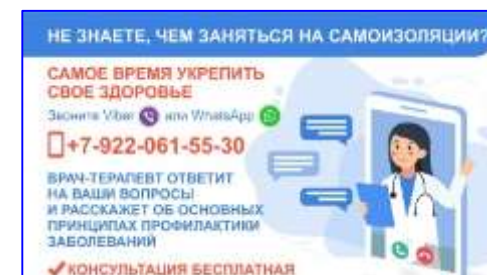 НЕ ЗНАЕТЕ, ЧЕМ ЗАНЯТЬСЯ НА САМОИЗОЛЯЦИИ?
САМОЕ ВРЕМЯ УКРЕПИТЬ
СВОЕ ЗДОРОВЬЕ
Звоните Viber или WhatsApp
+7-922-061-55-30
ВРАЧ-ТЕРАПЕВТ ОТВЕТИТ
НА ВАШИ ВОПРОСЫ
И РАССКАЖЕТ ОБ ОСНОВНЫХ
ПРИНЦИПАХ ПРОФИЛАКТИКИ
ЗАБОЛЕВАНИЙ
КОНСУЛЬТАЦИЯ БЕСПЛАТНАЯ